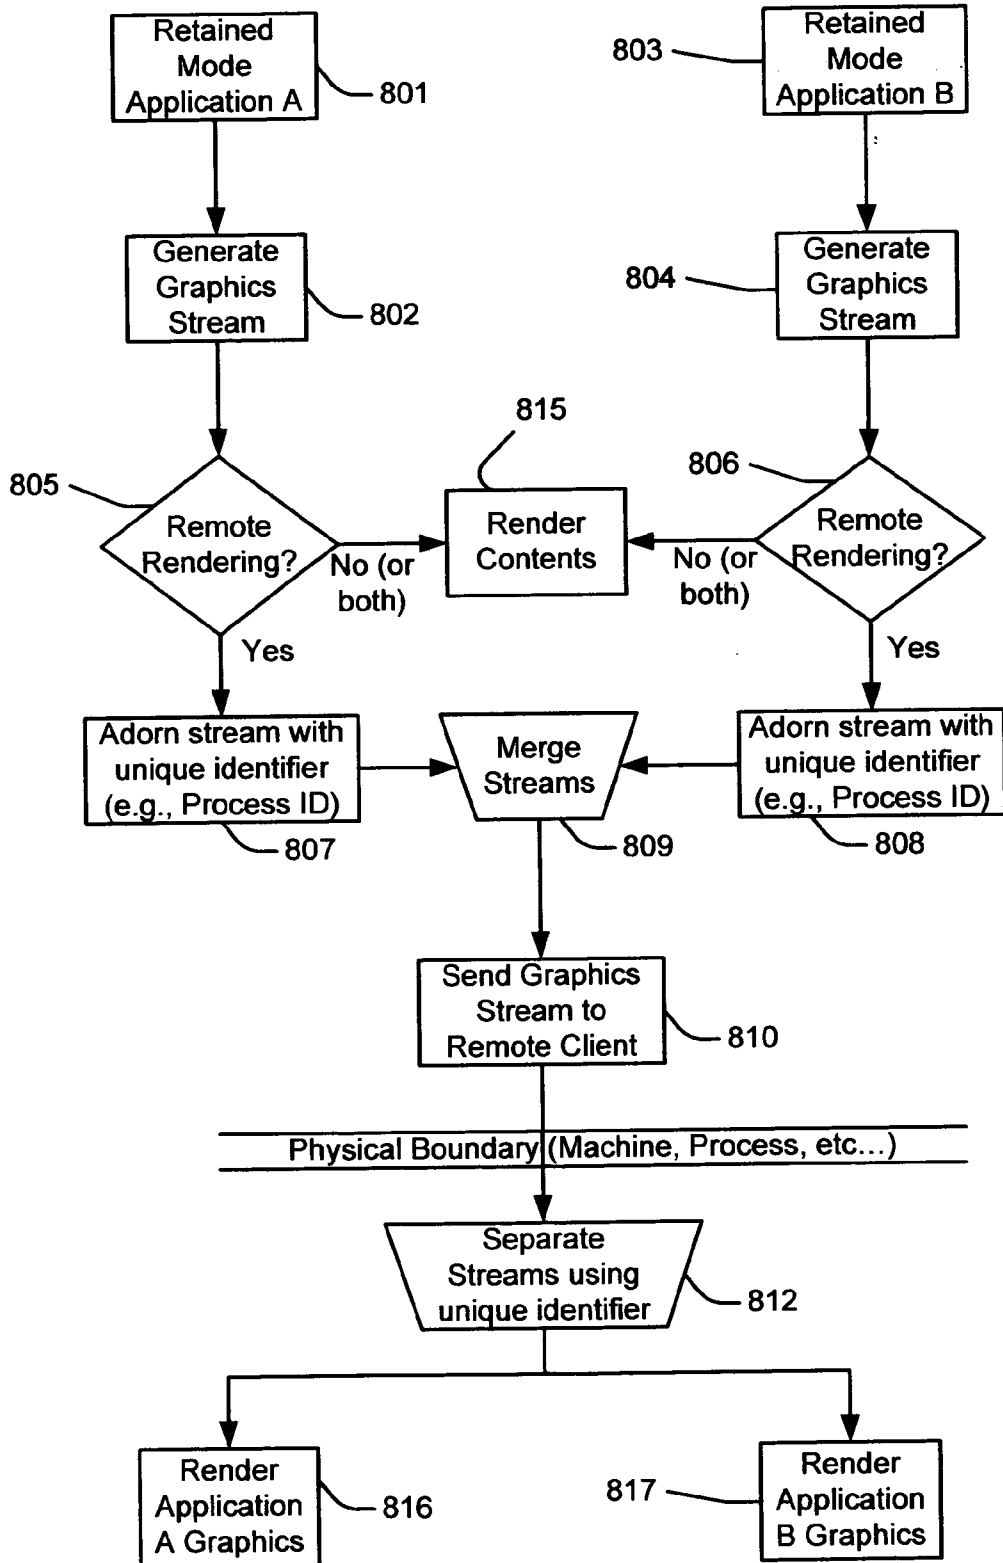 Retained
Mode
Application A
801
803
Retained
Mode
Application B
Generate
Graphics
Stream
802
804
Generate
Graphics
Stream
815
805
Remote
Rendering?
No (or
both)
Render
Contents
806
Remote
Rendering?
No (or
both)
Yes
Yes
Adorn stream with
unique identifier
(e.g., Process ID)
807
Merge
Streams
809
Adorn stream with
unique identifier
(e.g., Process ID)
808
Send Graphics
Stream to
Remote Client
810
Physical Boundary (Machine, Process, etc...)
Separate
Streams using
unique identifier
812
Render
Application
A Graphics
816
817
Render
Application
B Graphics